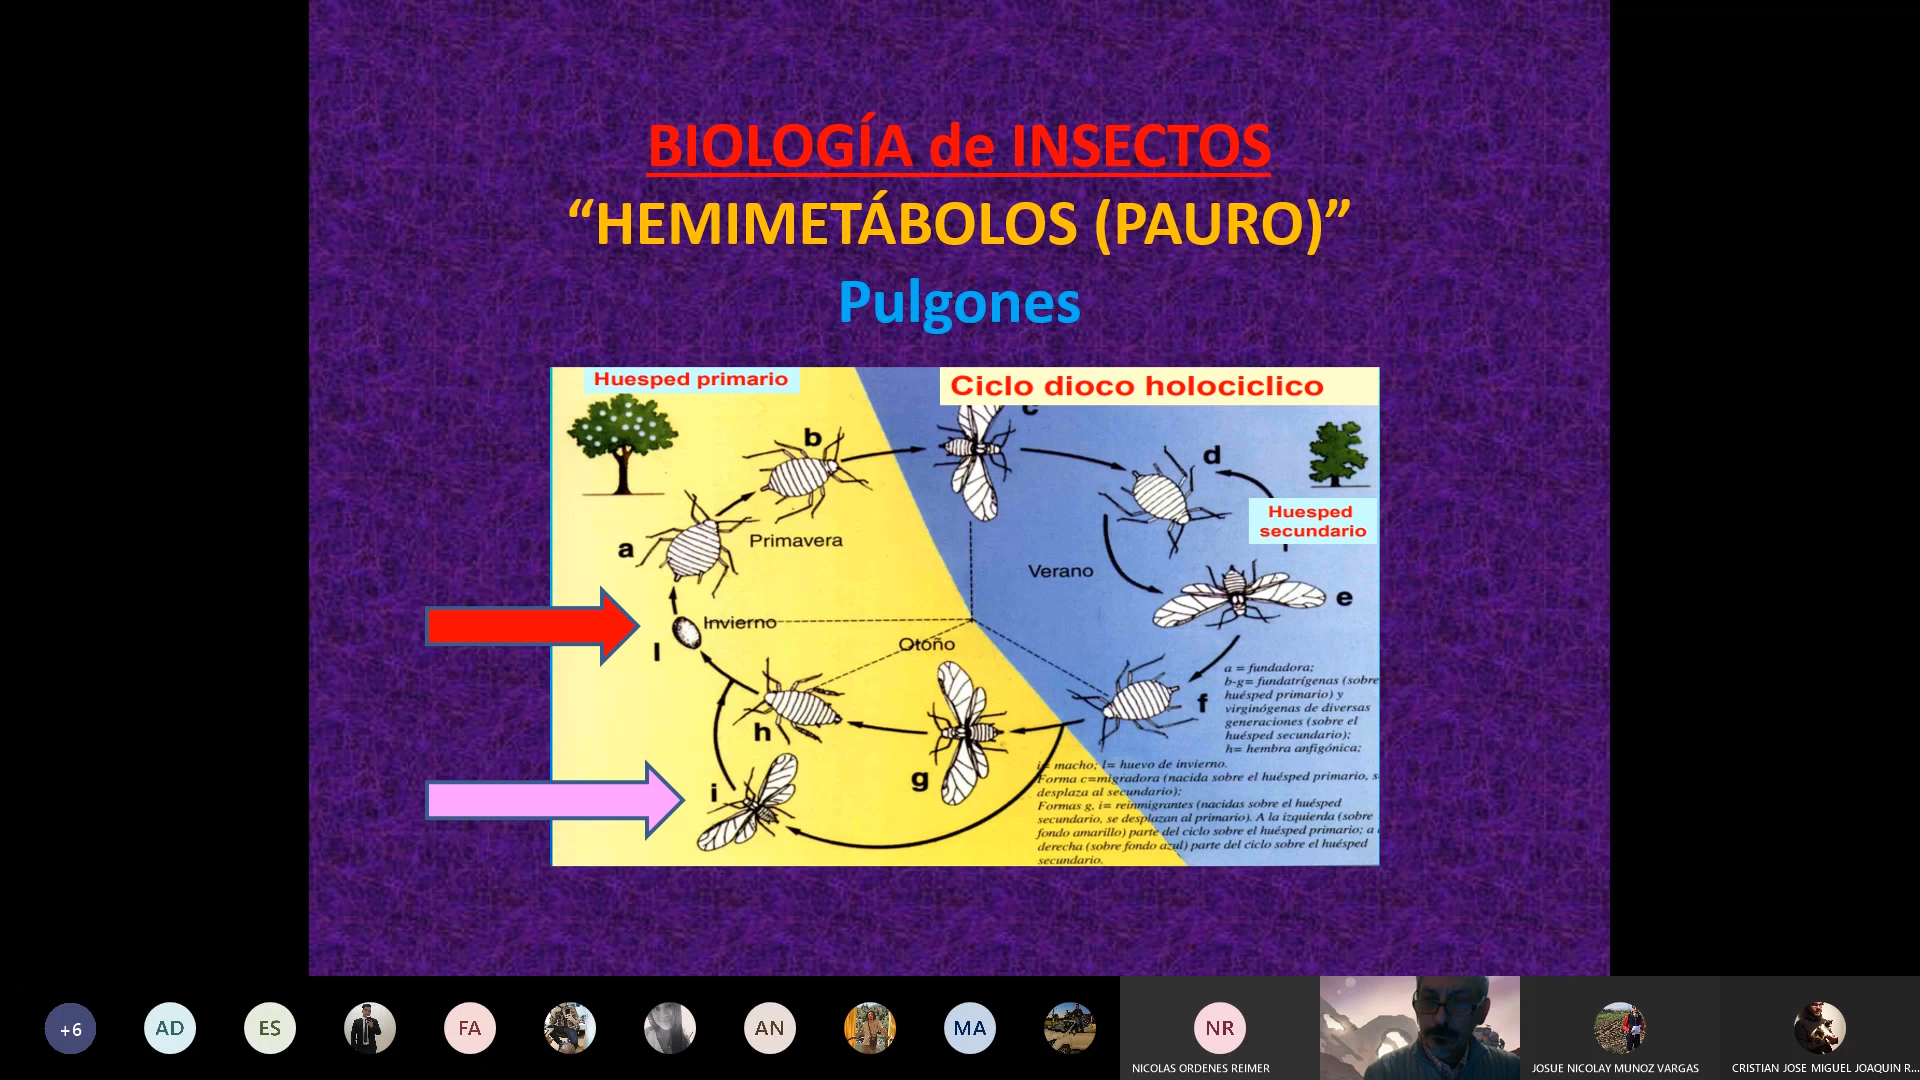 BIOLOGÍA de INSECTOS
“HEMIMETÁBOLOS (PAURO)”
Pulgones
Huesped primario
Ciclo dioco holociclico
c
b
d
Huesped
secundario
a
Primavera
Verano
e
Invierno
l
Otoño
a = fundadora;
b-g= fundatrígenas (sobre
huésped primario) y
virginógenas de diversas
generaciones (sobre el
huésped secundario);
h= hembra anfigónica;
f
h
g
i
i= macho; l= huevo de invierno.
Forma c=migradora (nacida sobre el huésped primario, s
desplaza al secundario);
Formas g, i= reinmigrantes (nacidas sobre el huésped
secundario, se desplazan al primario). A la izquierda (sobre
fondo amarillo) parte del ciclo sobre el huésped primario; a
derecha (sobre fondo azul) parte del ciclo sobre el huésped
secundario.
+6
AD
ES
FA
AN
MA
NR
NICOLAS ORDENES REIMER
JOSUE NICOLAY MUNOZ VARGAS
CRISTIAN JOSE MIGUEL JOAQUIN R...